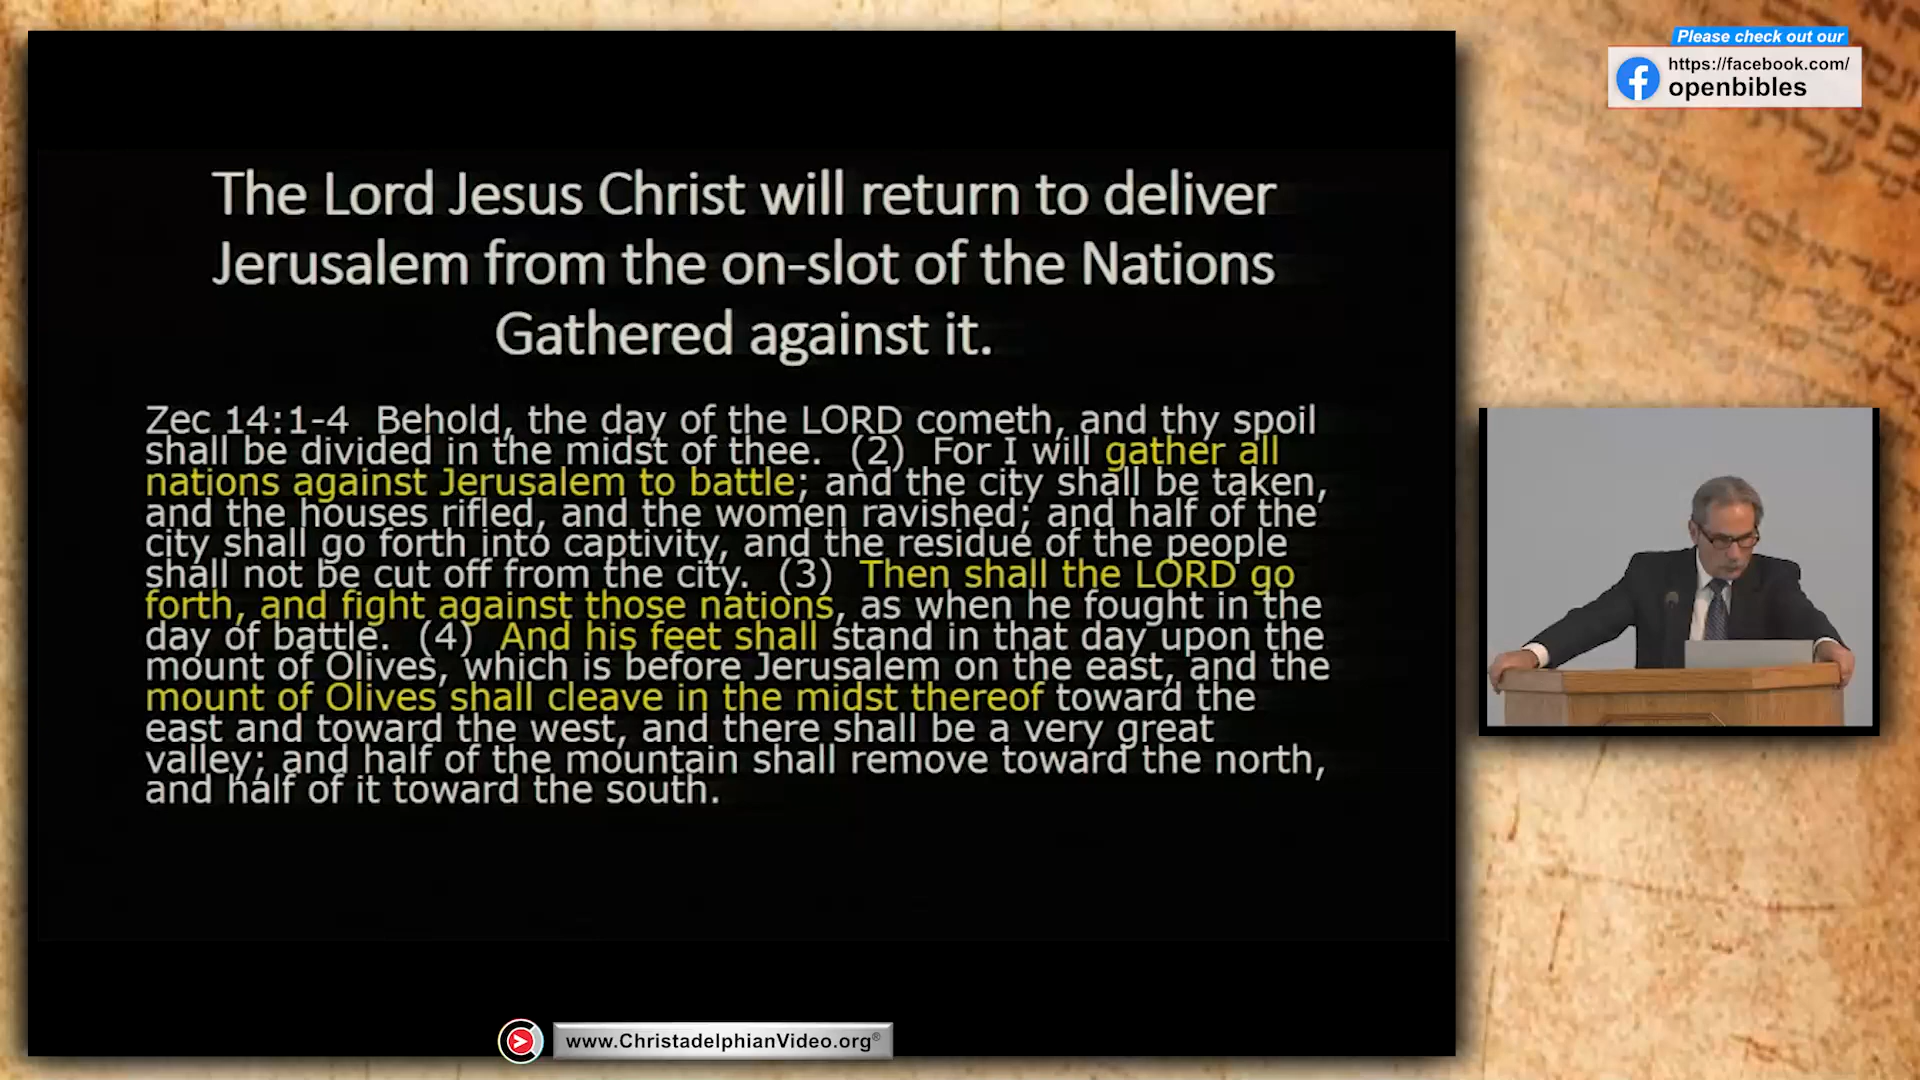 Please check out our
https://facebook.com/
openbibles
The Lord Jesus Christ will return to deliver
Jerusalem from the on-slot of the Nations
Gathered against it.
Zec 14:1-4 Behold, the day of the LORD cometh, and thy spoil
shall be divided in the midst of thee. (2) For I will gather all
nations against Jerusalem to battle; and the city shall be taken,
and the houses rifled, and the women ravished; and half of the
city shall go forth into captivity, and the residue of the people
shall not be cut off from the city. (3) Then shall the LORD go
forth, and fight against those nations, as when he fought in the
day of battle. (4) And his feet shall stand in that day upon the
mount of Olives, which is before Jerusalem on the east, and the
mount of Olives shall cleave in the midst thereof toward the
east and toward the west, and there shall be a very great
valley; and half of the mountain shall remove toward the north,
and half of it toward the south.
www.ChristadelphianVideo.org®